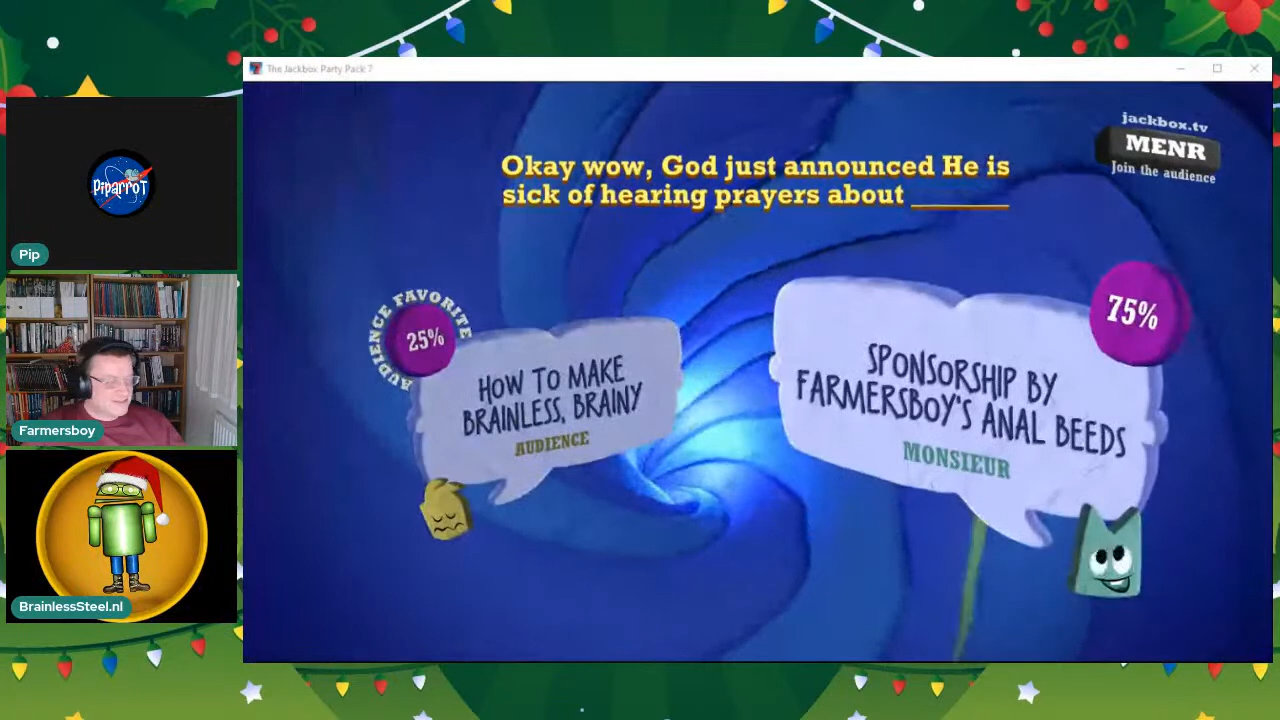 The Jackbox Party Pack 7
jackbox.tv
MENR
Join the audience
Okay wow, God just announced He is
sick of hearing prayers about ______
AUDIENCE FAVORITE
25%
HOW TO MAKE
BRAINLESS, BRAINY
AUDIENCE
75%
SPONSORSHIP BY
FARMERSBOY'S ANAL BEEDS
MONSIEUR
PiparroT
Pip
Farmersboy
BrainlessSteel.nl